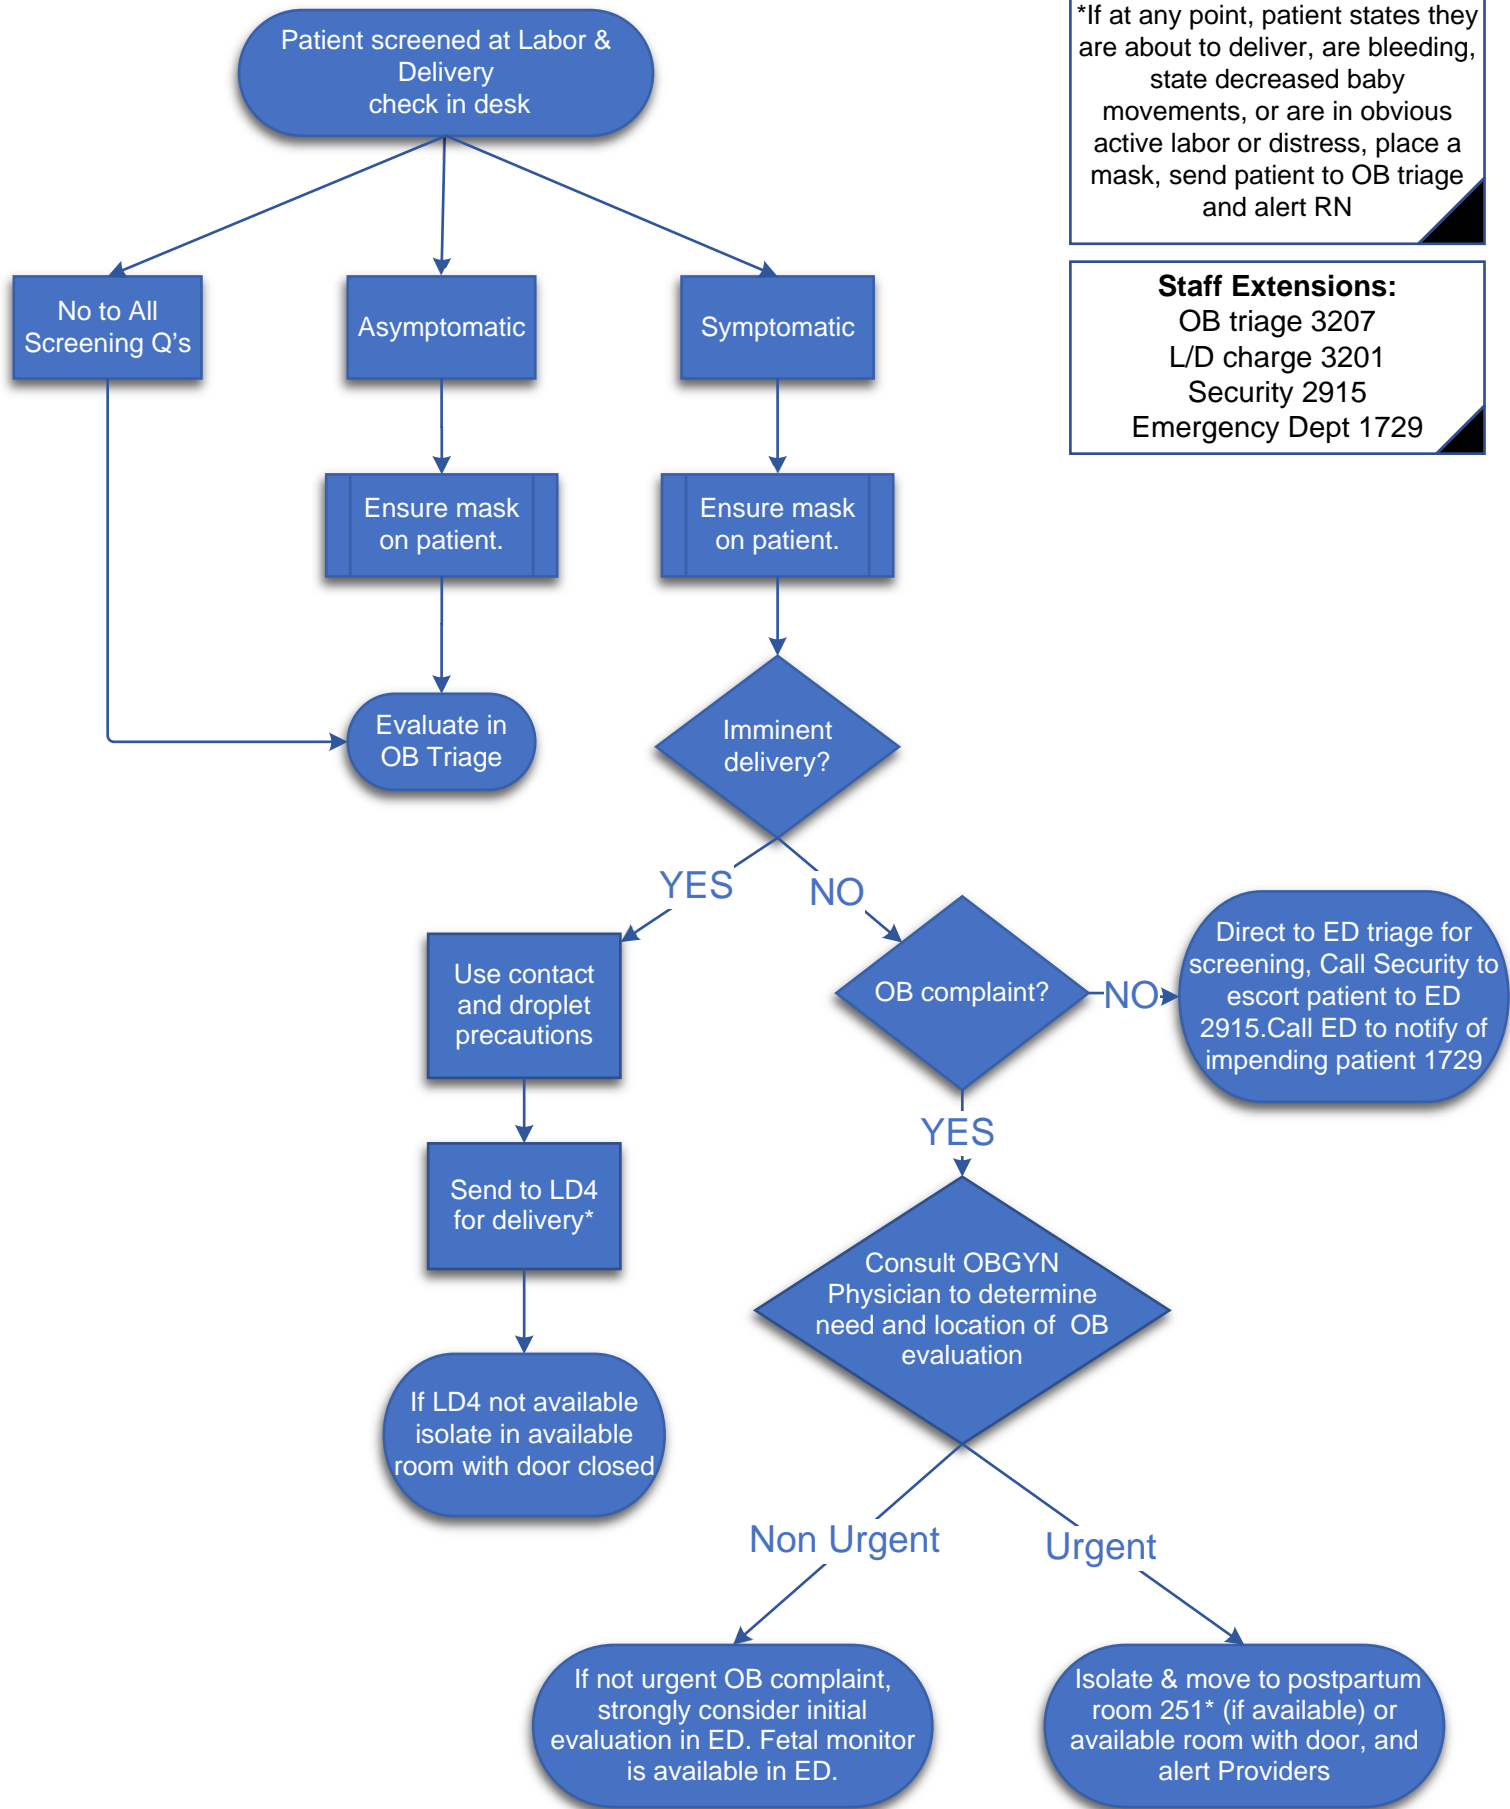 Patient screened at Labor &
Delivery
check in desk
*If at any point, patient states they
are about to deliver, are bleeding,
state decreased baby
movements, or are in obvious
active labor or distress, place a
mask, send patient to OB triage
and alert RN
Staff Extensions:
OB triage 3207
L/D charge 3201
Security 2915
Emergency Dept 1729
No to All
Screening Q’s
Asymptomatic
Symptomatic
Ensure mask
on patient.
Ensure mask
on patient.
Evaluate in
OB Triage
Imminent
delivery?
YES
NO
Use contact
and droplet
precautions
OB complaint?
NO
Direct to ED triage for
screening, Call Security to
escort patient to ED
2915.Call ED to notify of
impending patient 1729
YES
Send to LD4
for delivery*
Consult OBGYN
Physician to determine
need and location of OB
evaluation
If LD4 not available
isolate in available
room with door closed
Non Urgent
Urgent
If not urgent OB complaint,
strongly consider initial
evaluation in ED. Fetal monitor
is available in ED.
Isolate & move to postpartum
room 251* (if available) or
available room with door, and
alert Providers